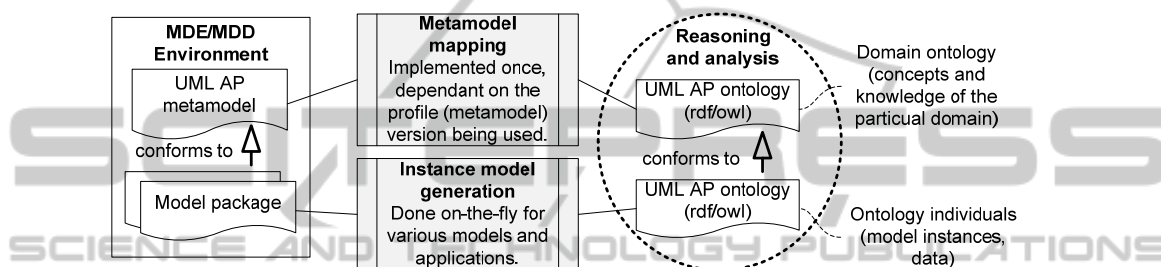 MDE/MDD
Environment
UML AP
metamodel
conforms to
Model package
Metamodel
mapping
Implemented once,
dependant on the
profile (metamodel)
version being used.
Instance model
generation
Done on-the-fly for
various models and
applications.
Reasoning
and analysis
UML AP ontology
(rdf/owl)
conforms to
UML AP ontology
(rdf/owl)
Domain ontology
(concepts and
knowledge of the
particual domain)
Ontology individuals
(model instances,
data)
SCITEPRESS
SCIENCE AND TECHNOLOGY PUBLICATIONS